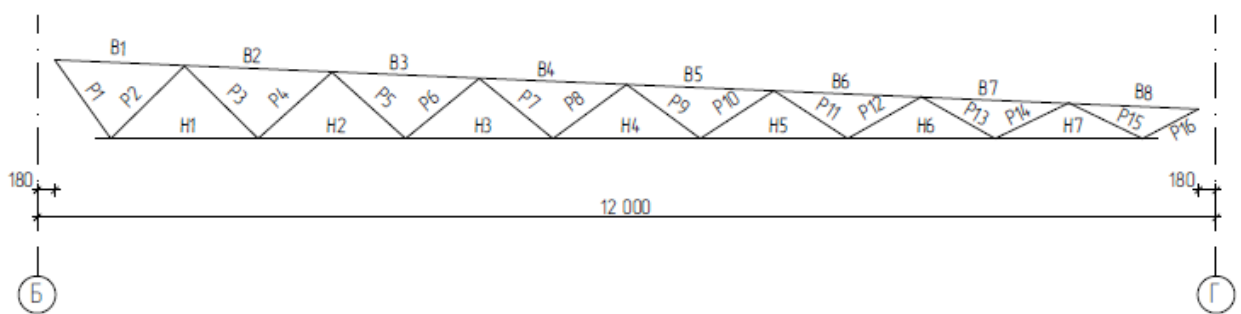 В1
В2
В3
В4
В5
В6
В7
В8
Р1
Р2
Р3
Р4
Р5
Р6
Р7
Р8
Р9
Р10
Р11
Р12
Р13
Р14
Р15
Р16
Н1
Н2
Н3
Н4
Н5
Н6
Н7
180
180
12 000
Б
Г